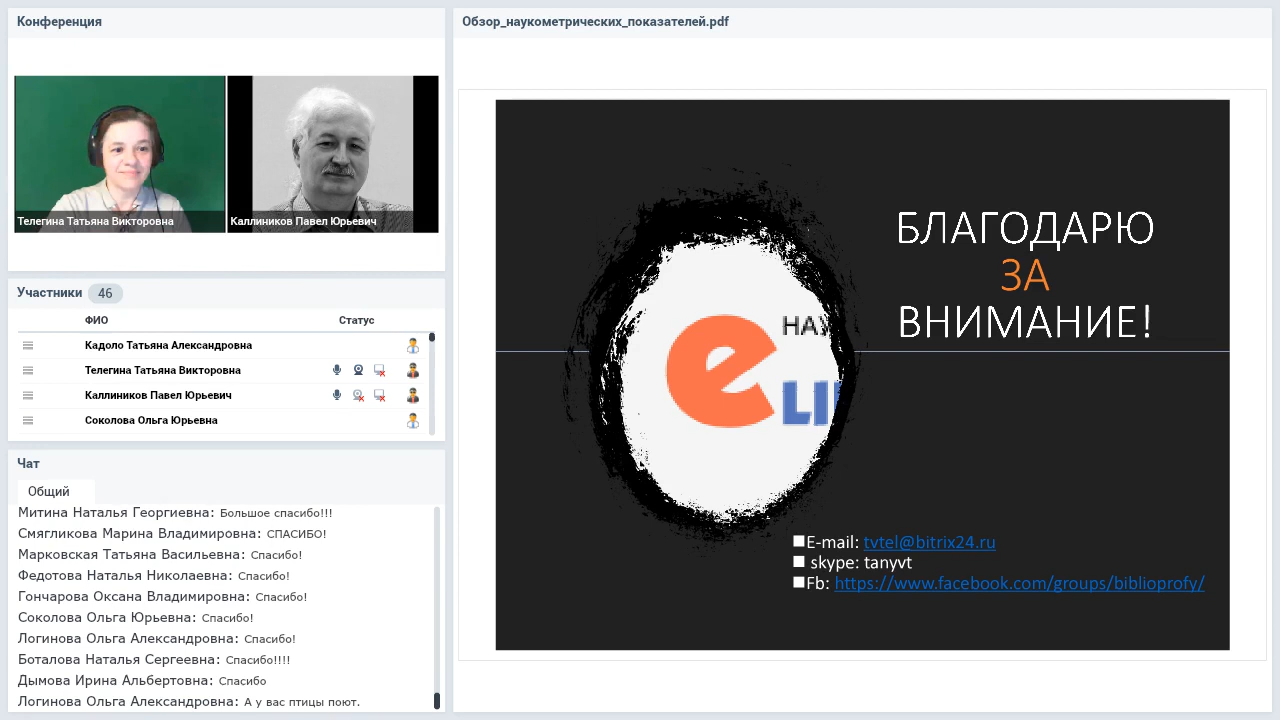 Конференция
Телегина Татьяна Викторовна
Каллиников Павел Юрьевич
Участники 46
ФИО Статус
Кадоло Татьяна Александровна
Телегина Татьяна Викторовна
Каллиников Павел Юрьевич
Соколова Ольга Юрьевна
Чат
Общий
Митина Наталья Георгиевна: Большое спасибо!!!
Смягликова Марина Владимировна: СПАСИБО!
Марковская Татьяна Васильевна: Спасибо!
Федотова Наталья Николаевна: Спасибо!
Гончарова Оксана Владимировна: Спасибо!
Соколова Ольга Юрьевна: Спасибо!
Логинова Ольга Александровна: Спасибо!
Боталова Наталья Сергеевна: Спасибо!!!!
Дымова Ирина Альбертовна: Спасибо
Логинова Ольга Александровна: А у вас птицы поют.
Обзор_наукометрических_показателей.pdf
БЛАГОДАРЮ
ЗА
ВНИМАНИЕ!
E-mail: tvtel@bitrix24.ru
skype: tanyvt
Fb: https://www.facebook.com/groups/biblioprofy/